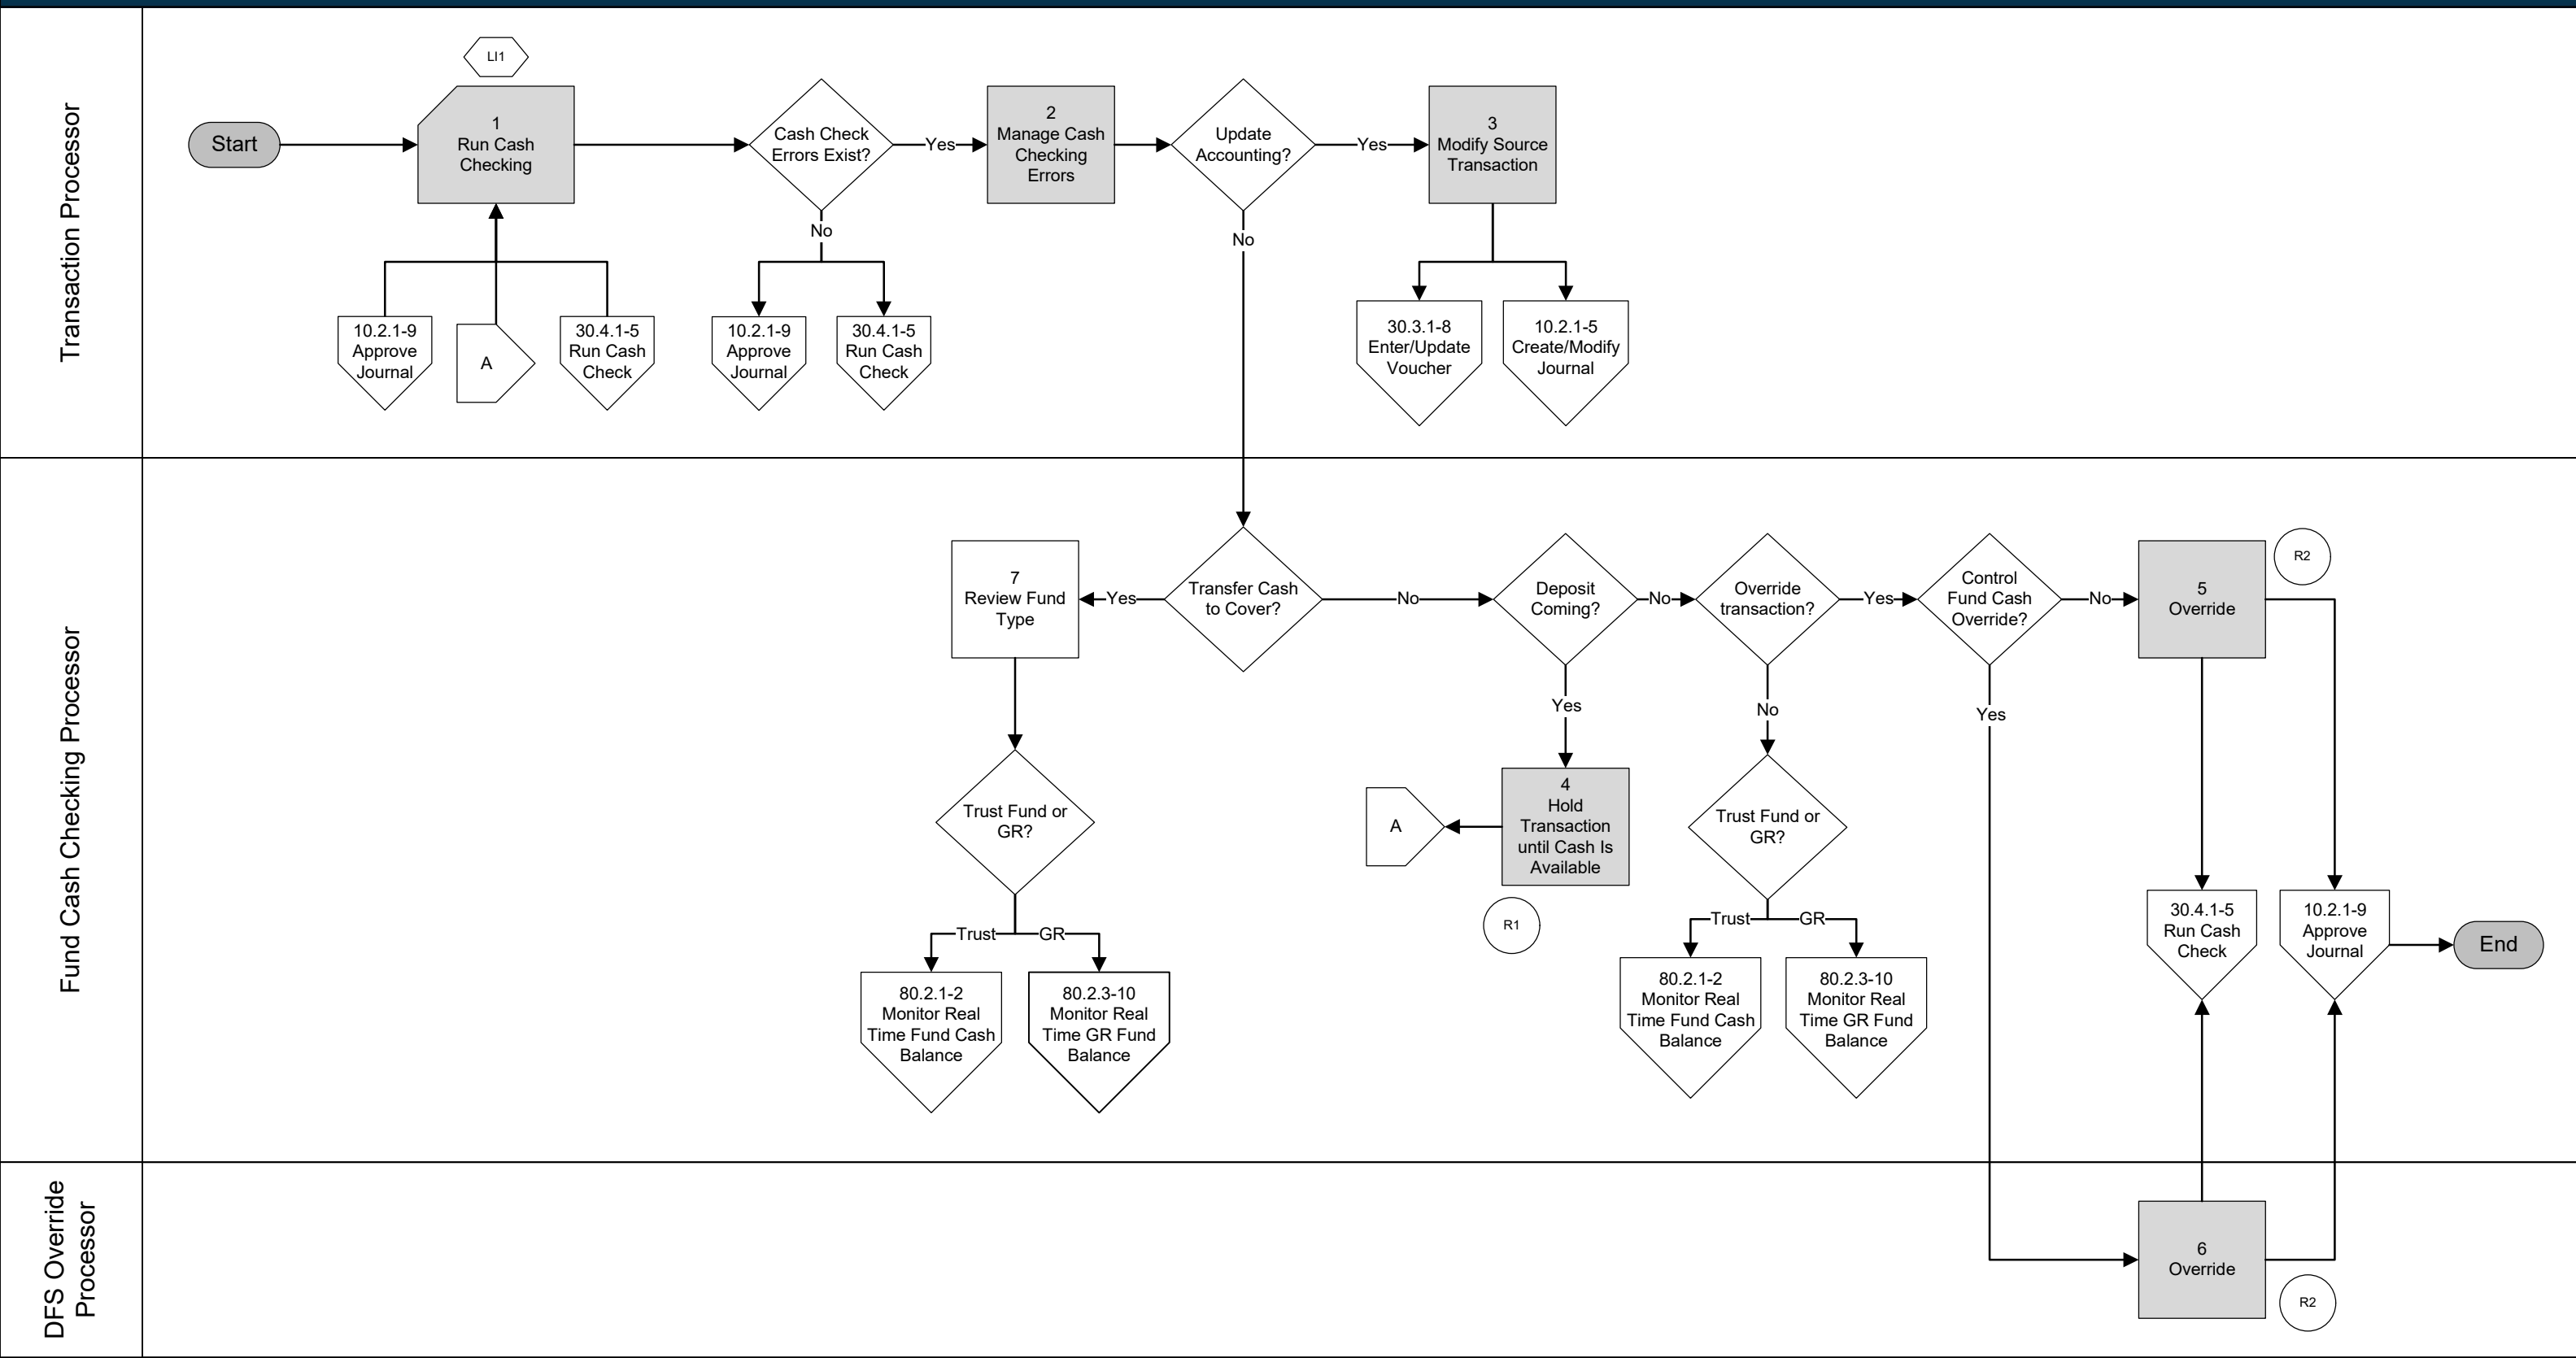 Transaction Processor
LI1
Start
1
Run Cash
Checking
Cash Check
Errors Exist?
Yes
2
Manage Cash
Checking
Errors
Update
Accounting?
Yes
3
Modify Source
Transaction
No
No
10.2.1-9
Approve
Journal
A
30.4.1-5
Run Cash
Check
10.2.1-9
Approve
Journal
30.4.1-5
Run Cash
Check
30.3.1-8
Enter/Update
Voucher
10.2.1-5
Create/Modify
Journal
Fund Cash Checking Processor
7
Review Fund
Type
Yes
Transfer Cash
to Cover?
No
Deposit
Coming?
No
Override
transaction?
Yes
Control
Fund Cash
Override?
No
5
Override
R2
Yes
No
Yes
Trust Fund or
GR?
A
4
Hold
Transaction
until Cash Is
Available
R1
Trust Fund or
GR?
Trust
GR
Trust
GR
80.2.1-2
Monitor Real
Time Fund Cash
Balance
80.2.3-10
Monitor Real
Time GR Fund
Balance
80.2.1-2
Monitor Real
Time Fund Cash
Balance
80.2.3-10
Monitor Real
Time GR Fund
Balance
30.4.1-5
Run Cash
Check
10.2.1-9
Approve
Journal
End
DFS Override
Processor
6
Override
R2